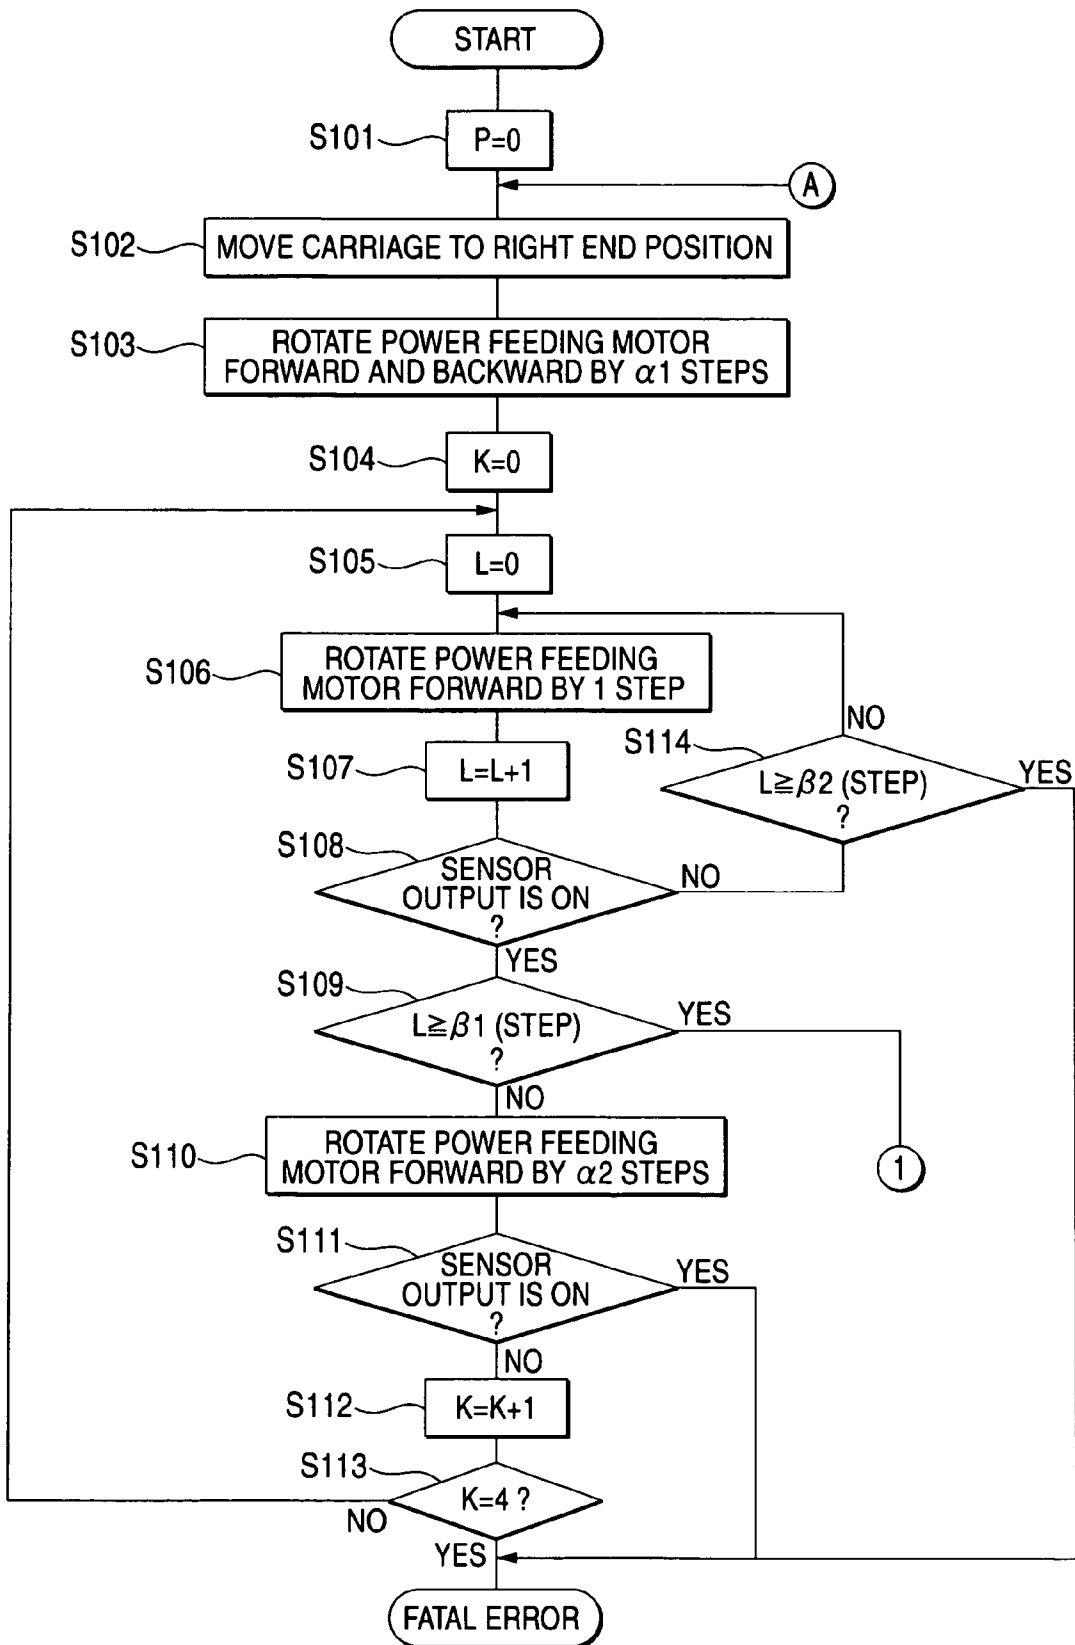 START
S101
P=0
A
S102
MOVE CARRIAGE TO RIGHT END POSITION
S103
ROTATE POWER FEEDING MOTOR
FORWARD AND BACKWARD BY α1 STEPS
S104
K=0
S105
L=0
S106
ROTATE POWER FEEDING
MOTOR FORWARD BY 1 STEP
S107
L=L+1
S114
NO
L≧β2 (STEP)
?
YES
S108
SENSOR
OUTPUT IS ON
?
NO
YES
S109
L≧β1 (STEP)
?
YES
NO
1
S110
ROTATE POWER FEEDING
MOTOR FORWARD BY α2 STEPS
S111
SENSOR
OUTPUT IS ON
?
YES
NO
S112
K=K+1
S113
K=4 ?
NO
YES
FATAL ERROR